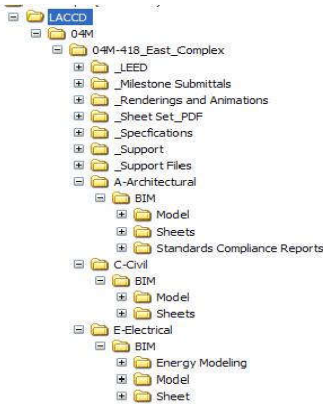 LACCD
04M
04M-418_East_Complex
_LEED
_Milestone Submittals
_Renderings and Animations
_Sheet Set_PDF
_Specfications
_Support
_Support Files
A-Architectural
BIM
Model
Sheets
Standards Compliance Reports
C-Civil
BIM
Model
Sheets
E-Electrical
BIM
Energy Modeling
Model
Sheet